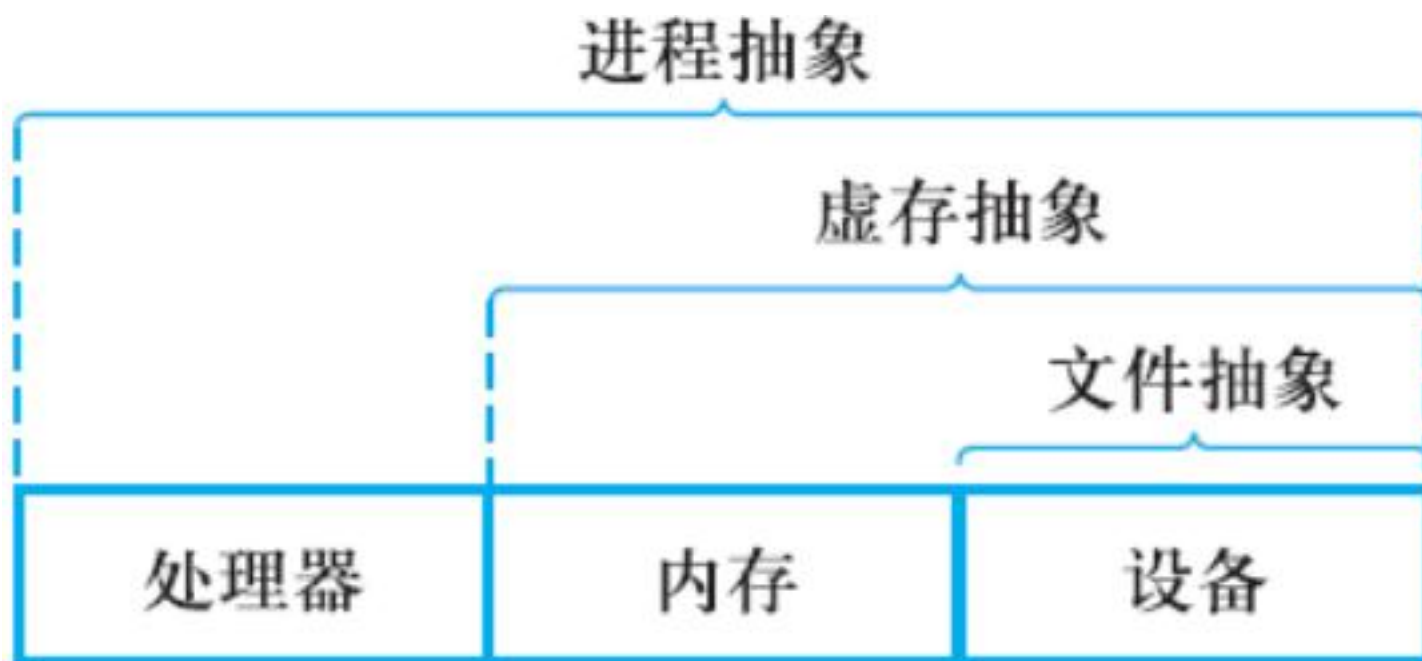 进程抽象
虚存抽象
文件抽象
处理器 内存 设备